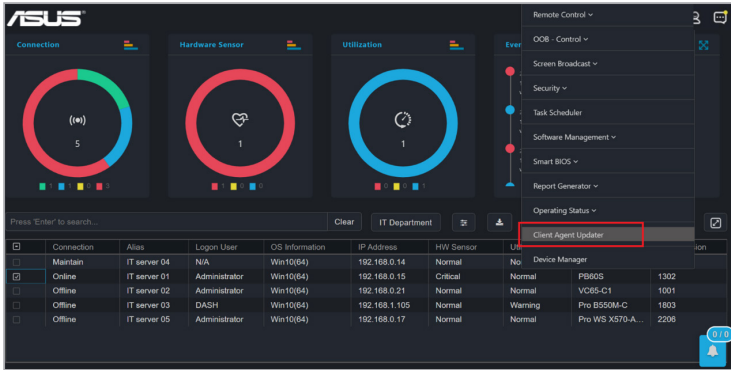 ASUS
Remote Control
OOB - Control
Screen Broadcast
Security
Task Scheduler
Software Management
Smart BIOS
Report Generator
Operating Status
Client Agent Updater
Device Manager
Connection
Hardware Sensor
Utilization
5
1
1
1 1 0 3
1 0 0
0 0 1
Press 'Enter' to search...
Clear
IT Department
Connection Alias Logon User OS Information IP Address HW Sensor
Maintain IT server 04 N/A Win10(64) 192.168.0.14 Normal
Online IT server 01 Administrator Win10(64) 192.168.0.15 Critical Normal PB60S 1302
Offline IT server 02 Administrator Win10(64) 192.168.0.21 Normal Normal VC65-C1 1001
Offline IT server 03 DASH Win10(64) 192.168.1.105 Normal Warning Pro B550M-C 1803
Offline IT server 05 Administrator Win10(64) 192.168.0.17 Normal Normal Pro WS X570-A... 2206
0 / 0